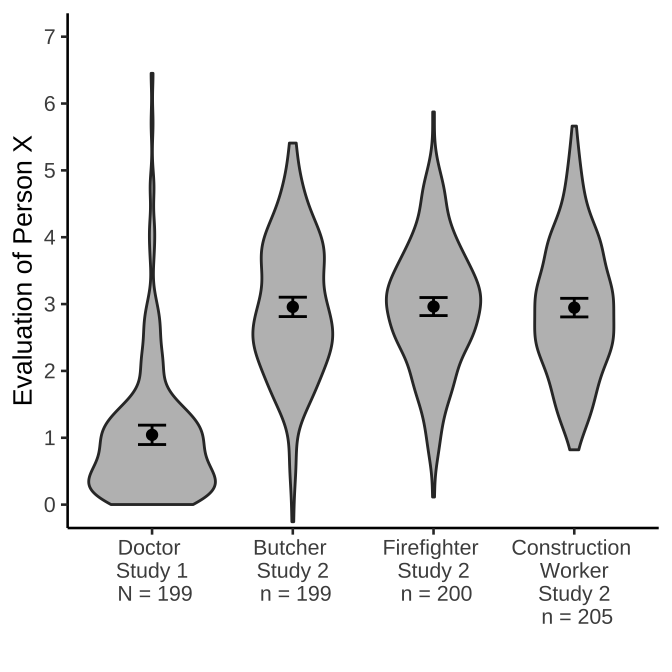 Evaluation of Person X
7
6
5
4
3
2
1
0
Doctor
Study 1
N = 199
Butcher
Study 2
n = 199
Firefighter
Study 2
n = 200
Construction
Worker
Study 2
n = 205